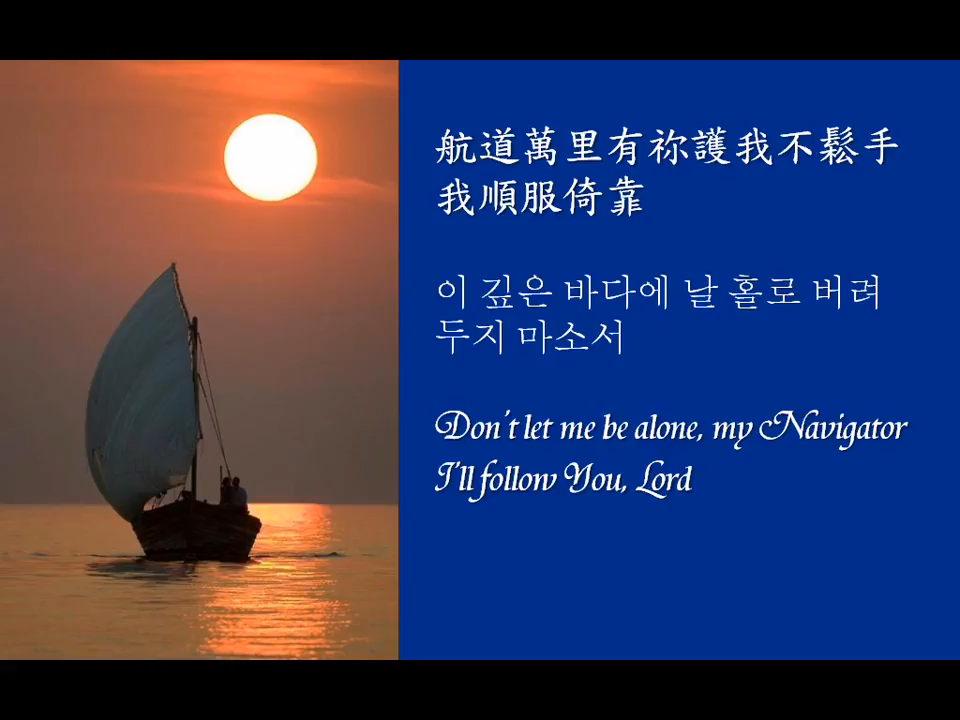 航道萬里有祢護我不鬆手
我順服倚靠
이 깊은 바다에 날 홀로 버려
두지 마소서
Don't let me be alone, my Navigator
I'll follow You, Lord